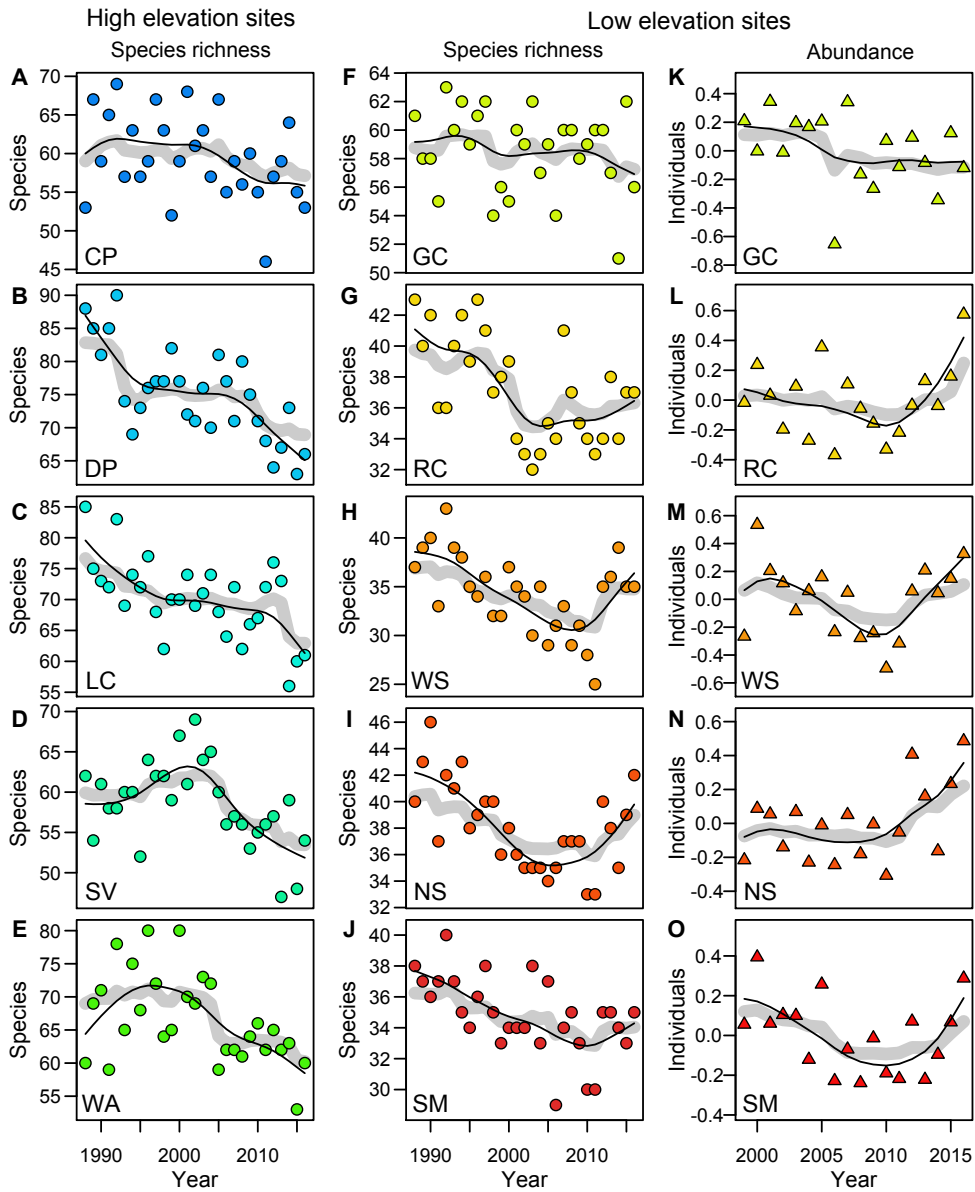 High elevation sites
Low elevation sites
Species richness
Species richness
Abundance
A
70
65
60
55
50
45
Species
CP
B
90
85
80
75
70
65
Species
DP
C
85
80
75
70
65
60
55
Species
LC
D
65
60
55
50
Species
SV
E
80
75
70
65
60
55
Species
WA
1990
2000
2010
Year
F
64
62
60
58
56
54
52
50
Species
GC
G
42
40
38
36
34
32
Species
RC
H
40
35
30
25
Species
WS
I
46
44
42
40
38
36
34
32
Species
NS
J
40
38
36
34
32
30
Species
SM
1990
2000
2010
Year
K
0.4
0.2
-0.0
-0.2
-0.4
-0.6
-0.8
Individuals
GC
L
0.6
0.4
0.2
-0.0
-0.2
-0.4
Individuals
RC
M
0.6
0.4
0.2
-0.0
-0.2
-0.4
-0.6
Individuals
WS
N
0.6
0.4
0.2
-0.0
-0.2
-0.4
Individuals
NS
O
0.4
0.2
-0.0
-0.2
-0.4
Individuals
SM
2000
2005
2010
2015
Year